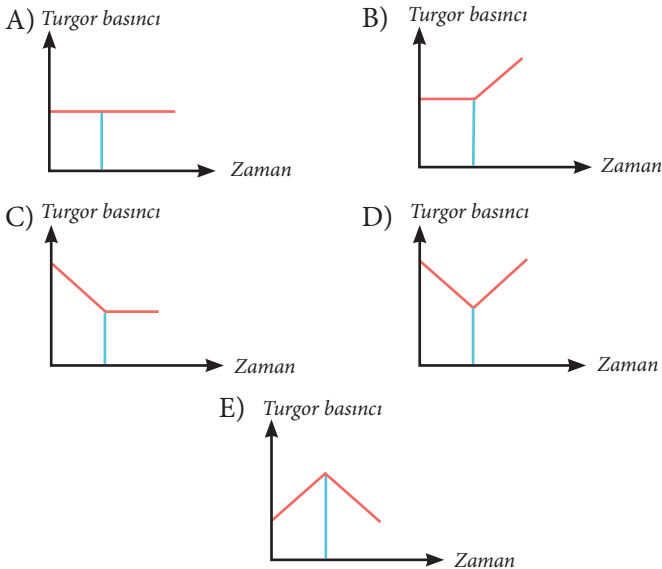 A) Turgor basıncı
Zaman
B) Turgor basıncı
Zaman
C) Turgor basıncı
Zaman
D) Turgor basıncı
Zaman
E) Turgor basıncı
Zaman